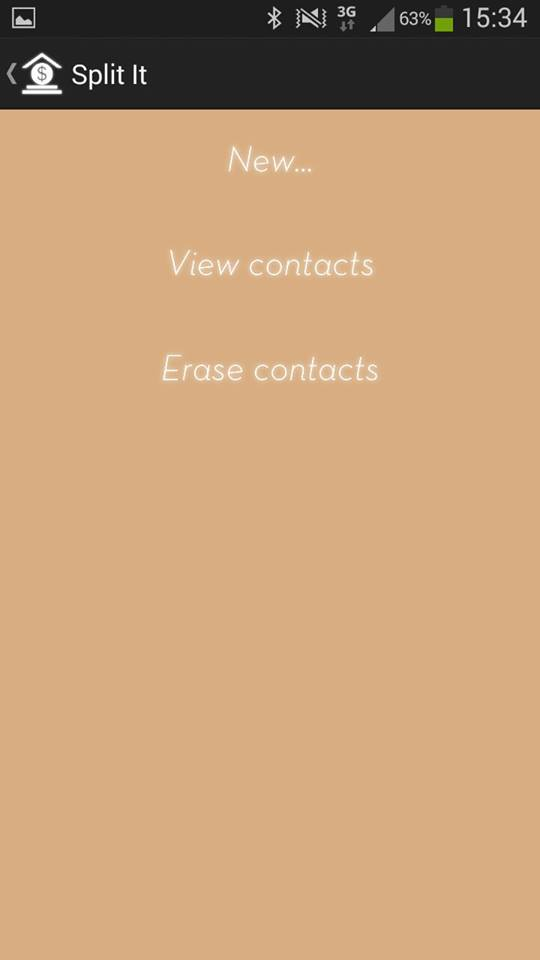 3G 63% 15:34
$ Split It
New...
View contacts
Erase contacts